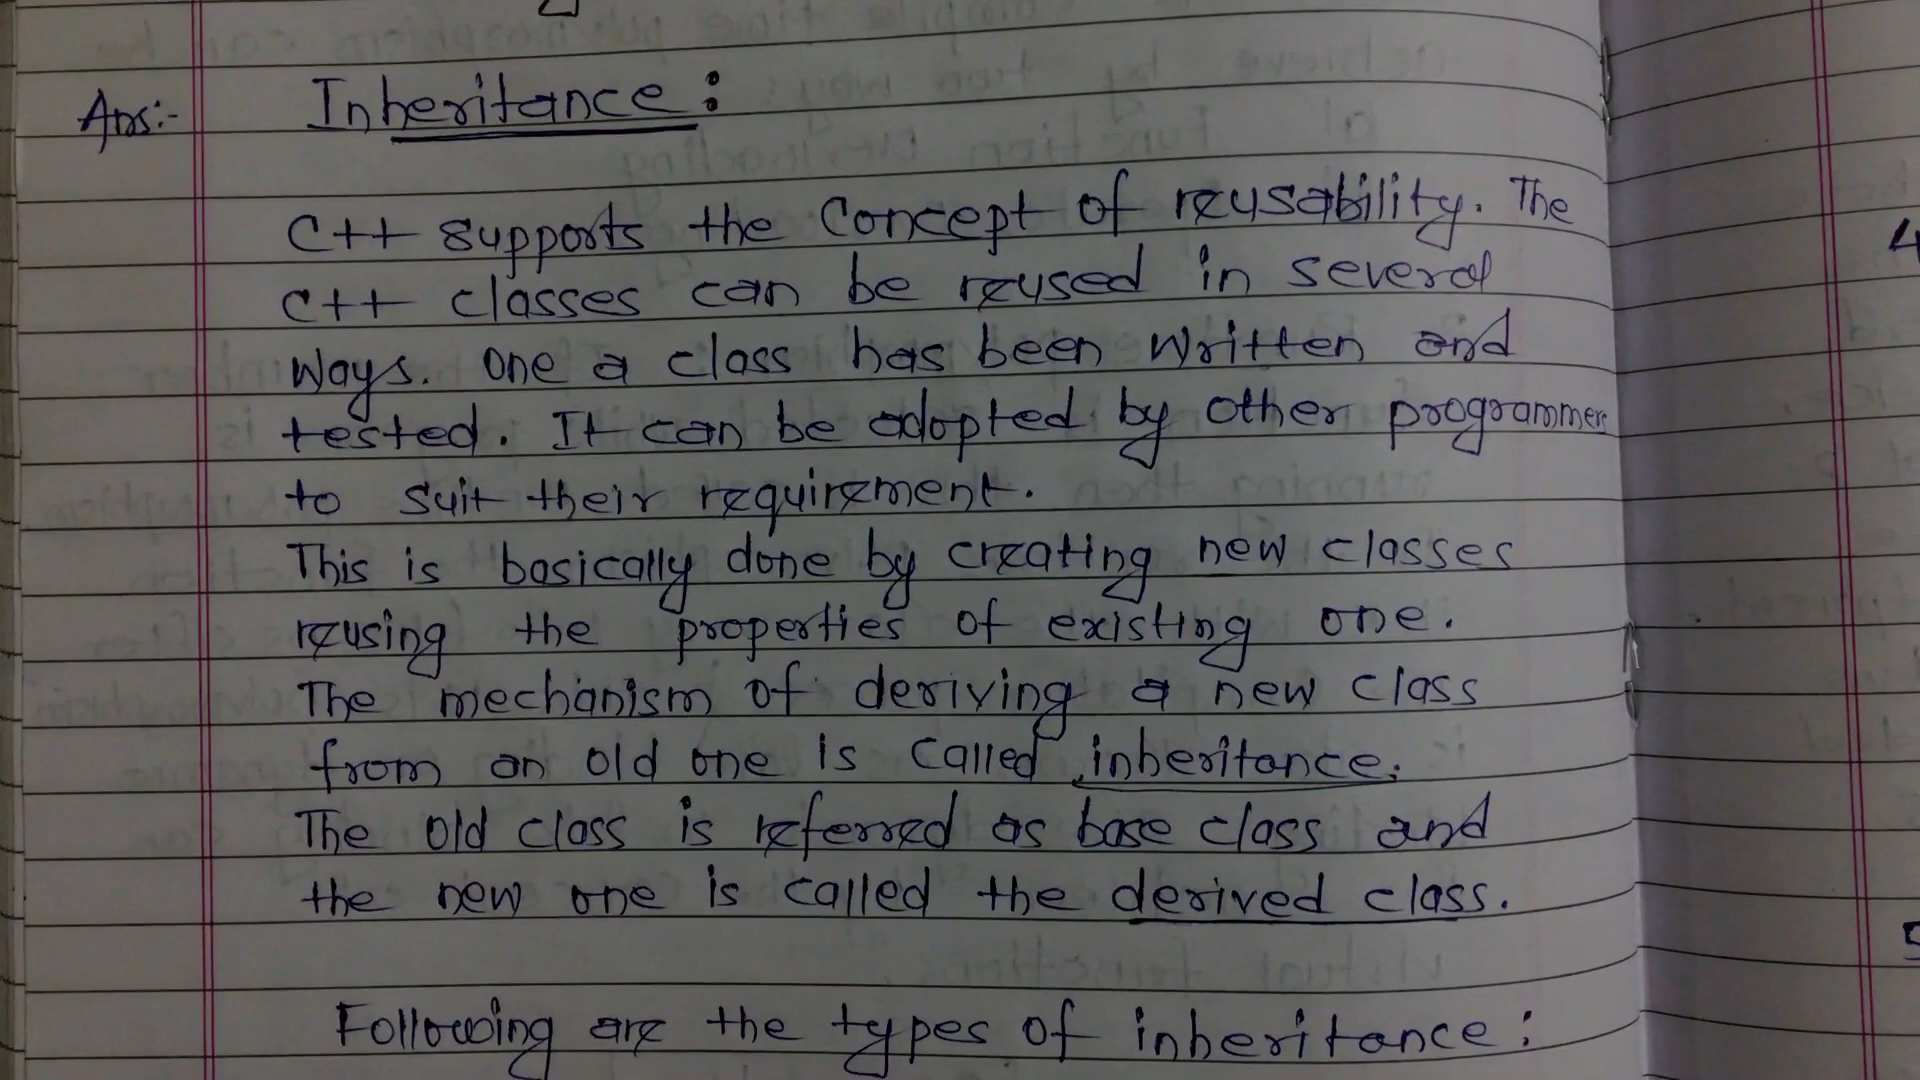 Ans:- Inheritance :
C++ supports the Concept of reusability. The
C++ classes can be reused in several
ways. one a class has been written and
tested. It can be adopted by other programmers
to suit their requirement.
This is basically done by creating new classes
reusing the properties of existing one.
The mechanism of deriving a new class
from an old one is called inheritance.
The old class is referred as base class and
the new one is called the derived class.
Following are the types of inheritance :